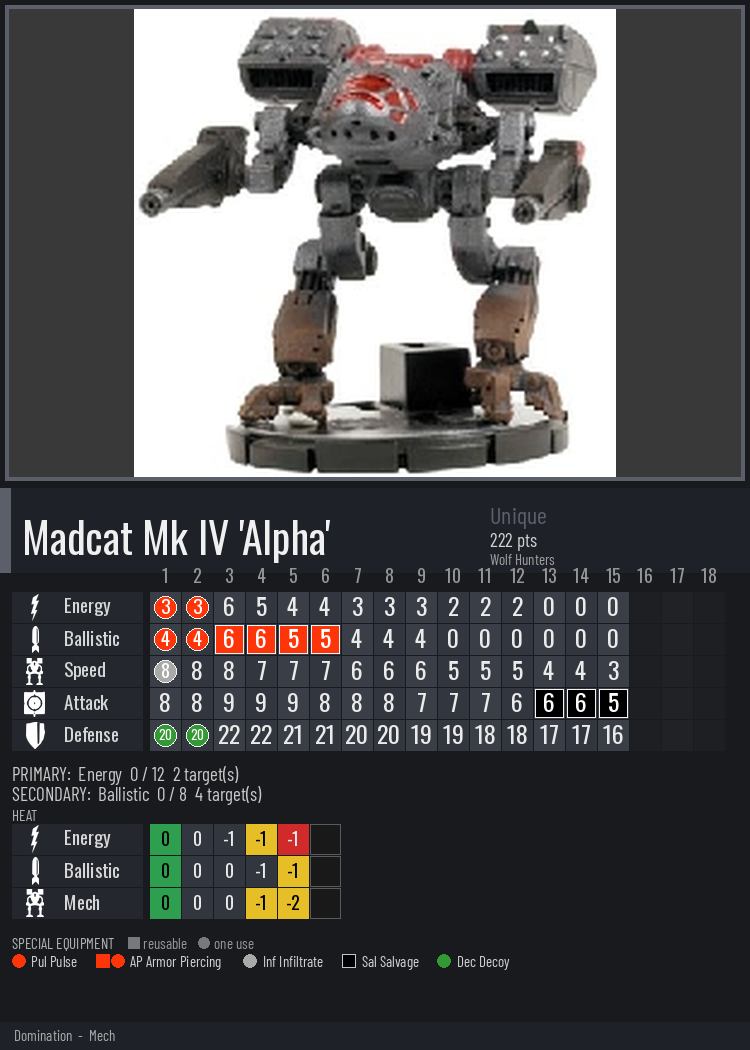 Madcat Mk IV 'Alpha'
Unique
222 pts
Wolf Hunters
1 2 3 4 5 6 7 8 9 10 11 12 13 14 15 16 17 18
Energy 3 3 6 5 4 4 3 3 3 2 2 2 0 0 0
Ballistic 4 4 6 6 5 5 4 4 4 0 0 0 0 0 0
Speed 8 8 8 7 7 7 6 6 6 5 5 5 4 4 3
Attack 8 8 9 9 9 8 8 8 7 7 7 6 6 6 5
Defense 20 20 22 22 21 21 20 20 19 19 18 18 17 17 16
PRIMARY: Energy 0 / 12 2 target(s)
SECONDARY: Ballistic 0 / 8 4 target(s)
HEAT
Energy 0 0 -1 -1 -1
Ballistic 0 0 0 -1 -1
Mech 0 0 0 -1 -2
SPECIAL EQUIPMENT reusable one use
Pul Pulse AP Armor Piercing Inf Infiltrate Sal Salvage Dec Decoy
Domination - Mech